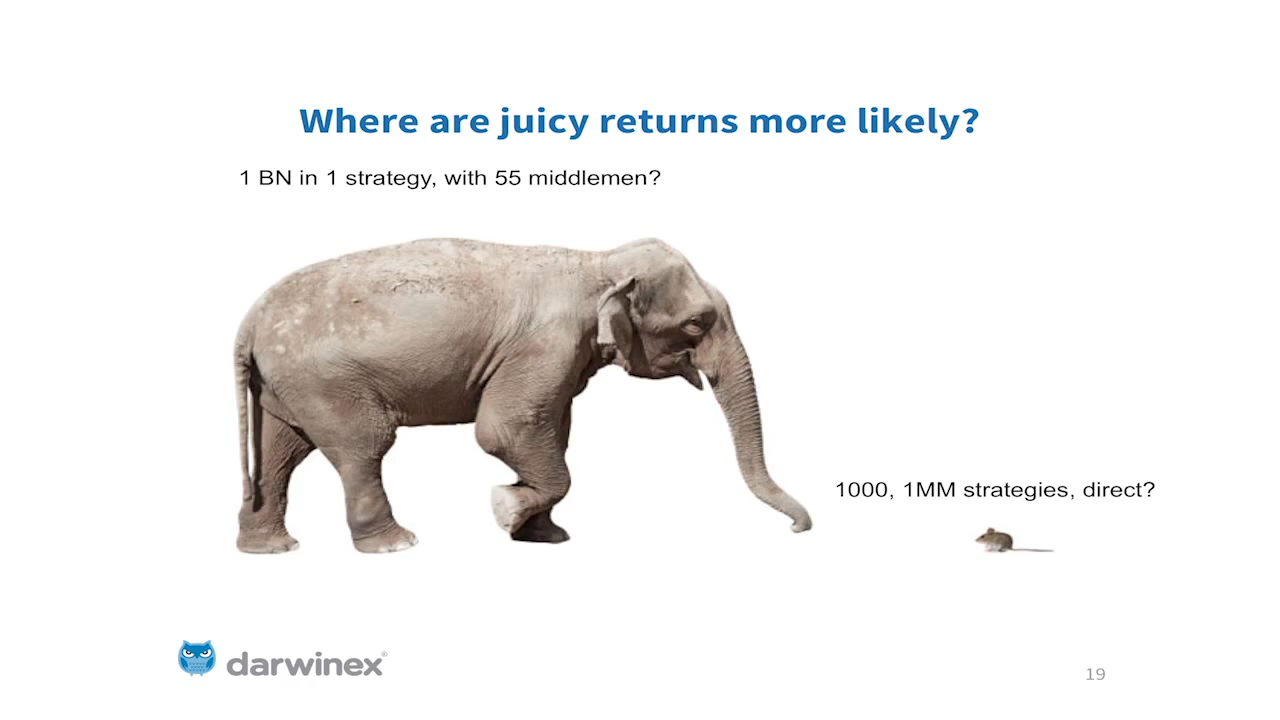 Where are juicy returns more likely?
1 BN in 1 strategy, with 55 middlemen?
1000, 1MM strategies, direct?
darwinex®
19